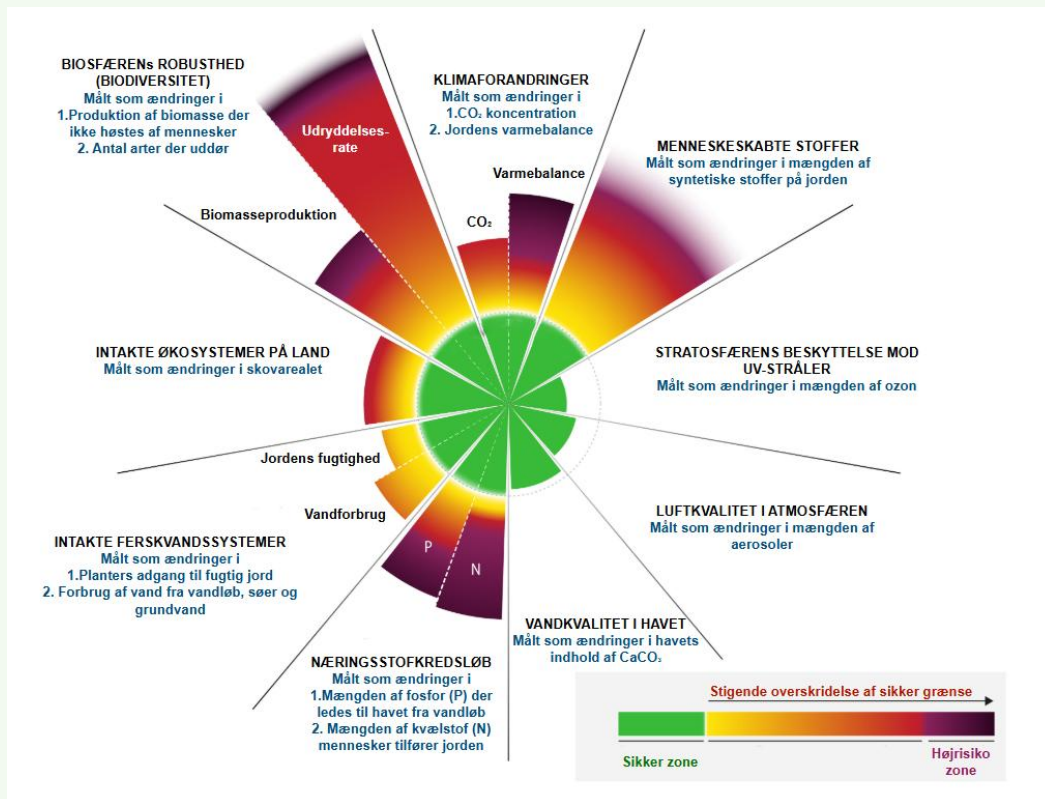 BIOSFÆRENs ROBUSTHED
(BIODIVERSITET)
Målt som ændringer i
1.Produktion af biomasse der
ikke høstes af mennesker
2. Antal arter der uddør
Udryddelses-
rate
Biomasseproduktion
KLIMAFORANDRINGER
Målt som ændringer i
1.CO₂ koncentration
2. Jordens varmebalance
Varmebalance
CO₂
MENNESKESKABTE STOFFER
Målt som ændringer i mængden af
syntetiske stoffer på jorden
INTAKTE ØKOSYSTEMER PÅ LAND
Målt som ændringer i skovarealet
STRATOSFÆRENS BESKYTTELSE MOD
UV-STRÅLER
Målt som ændringer i mængden af ozon
Jordens fugtighed
Vandforbrug
INTAKTE FERSKVANDSSYSTEMER
Målt som ændringer i
1.Planters adgang til fugtig jord
2. Forbrug af vand fra vandløb, søer og
grundvand
P
N
LUFTKVALITET I ATMOSFÆREN
Målt som ændringer i mængden af
aerosoler
VANDKVALITET I HAVET
Målt som ændringer i havets
indhold af CaCO₃
NÆRINGSSTOFKREDSLØB
Målt som ændringer i
1.Mængden af fosfor (P) der
ledes til havet fra vandløb
2. Mængden af kvælstof (N)
mennesker tilfører jorden
Stigende overskridelse af sikker grænse
Sikker zone
Højrisiko
zone